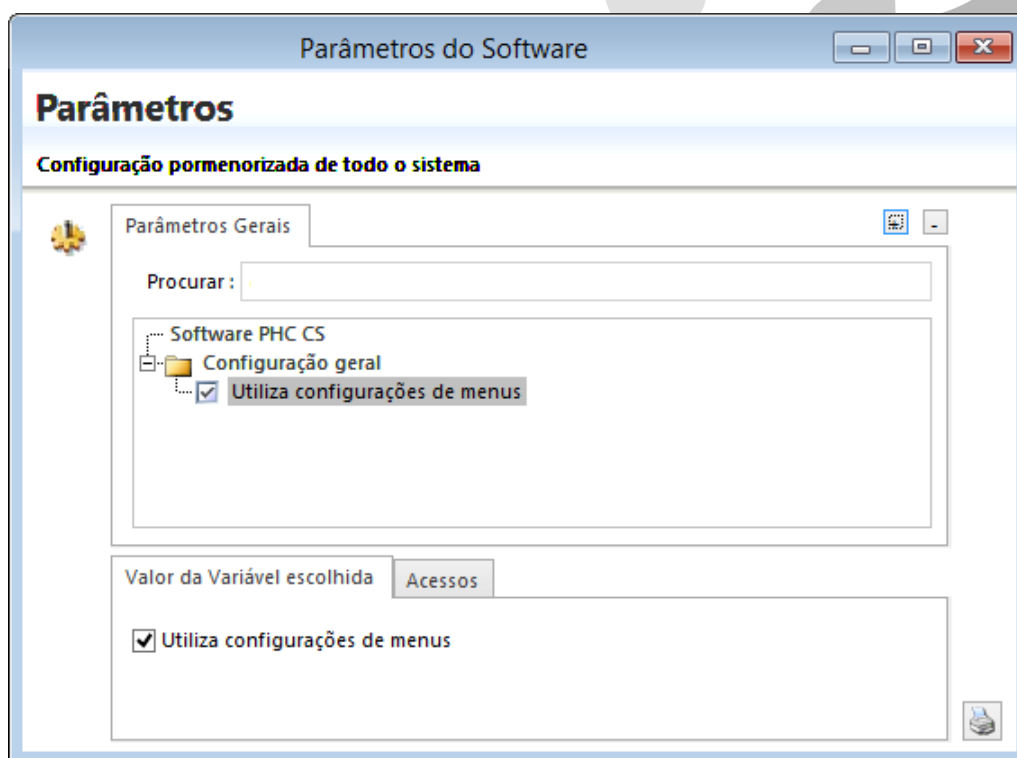 Parâmetros do Software
Parâmetros
Configuração pormenorizada de todo o sistema
Parâmetros Gerais
Procurar :
Software PHC CS
Configuração geral
Utiliza configurações de menus
Valor da Variável escolhida
Acessos
Utiliza configurações de menus